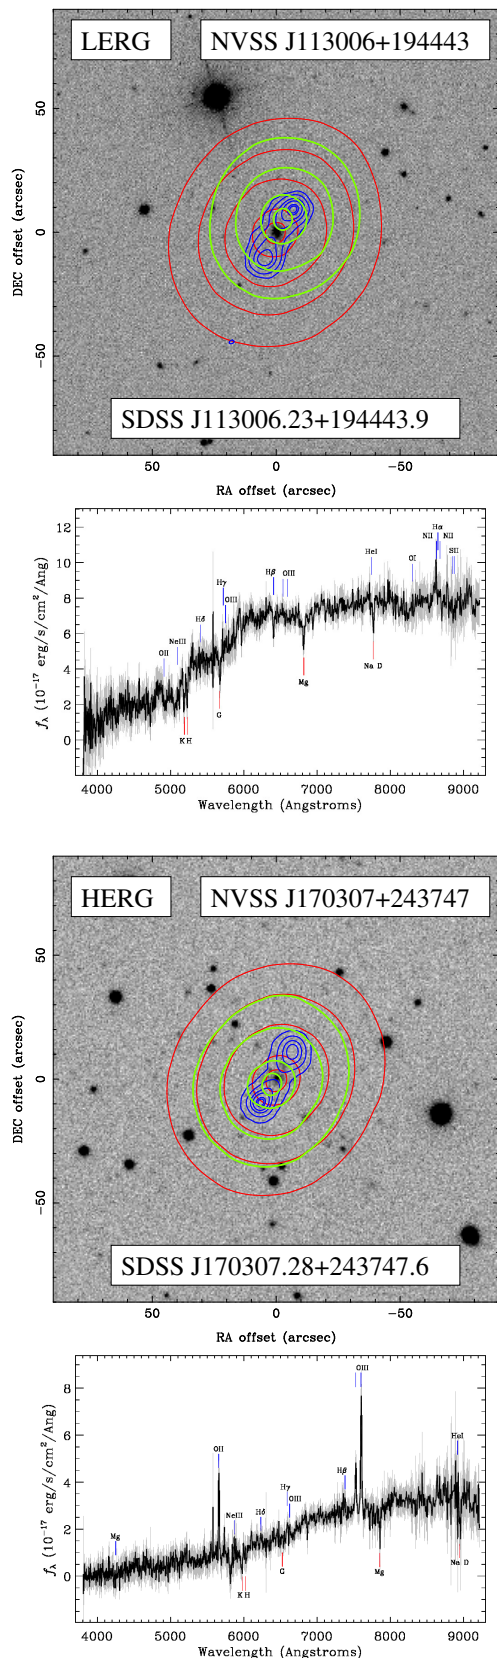 LERG NVSS J113006+194443
50
0
−50
DEC offset (arcsec)
SDSS J113006.23+194443.9
50 0 −50
RA offset (arcsec)
12
10
8
6
4
2
0
f_λ (10⁻¹⁷ erg/s/cm²/Ang)
OII NeIII Hδ Hγ OIII Hβ OIII HeI OI NII Hα NII SII
K H G Mg Na D
4000 5000 6000 7000 8000 9000
Wavelength (Angstroms)
HERG NVSS J170307+243747
50
0
−50
DEC offset (arcsec)
SDSS J170307.28+243747.6
50 0 −50
RA offset (arcsec)
8
6
4
2
0
f_λ (10⁻¹⁷ erg/s/cm²/Ang)
Mg OII NeIII Hδ Hγ OIII Hβ OIII HeI
K H G Mg Na D
4000 5000 6000 7000 8000 9000
Wavelength (Angstroms)